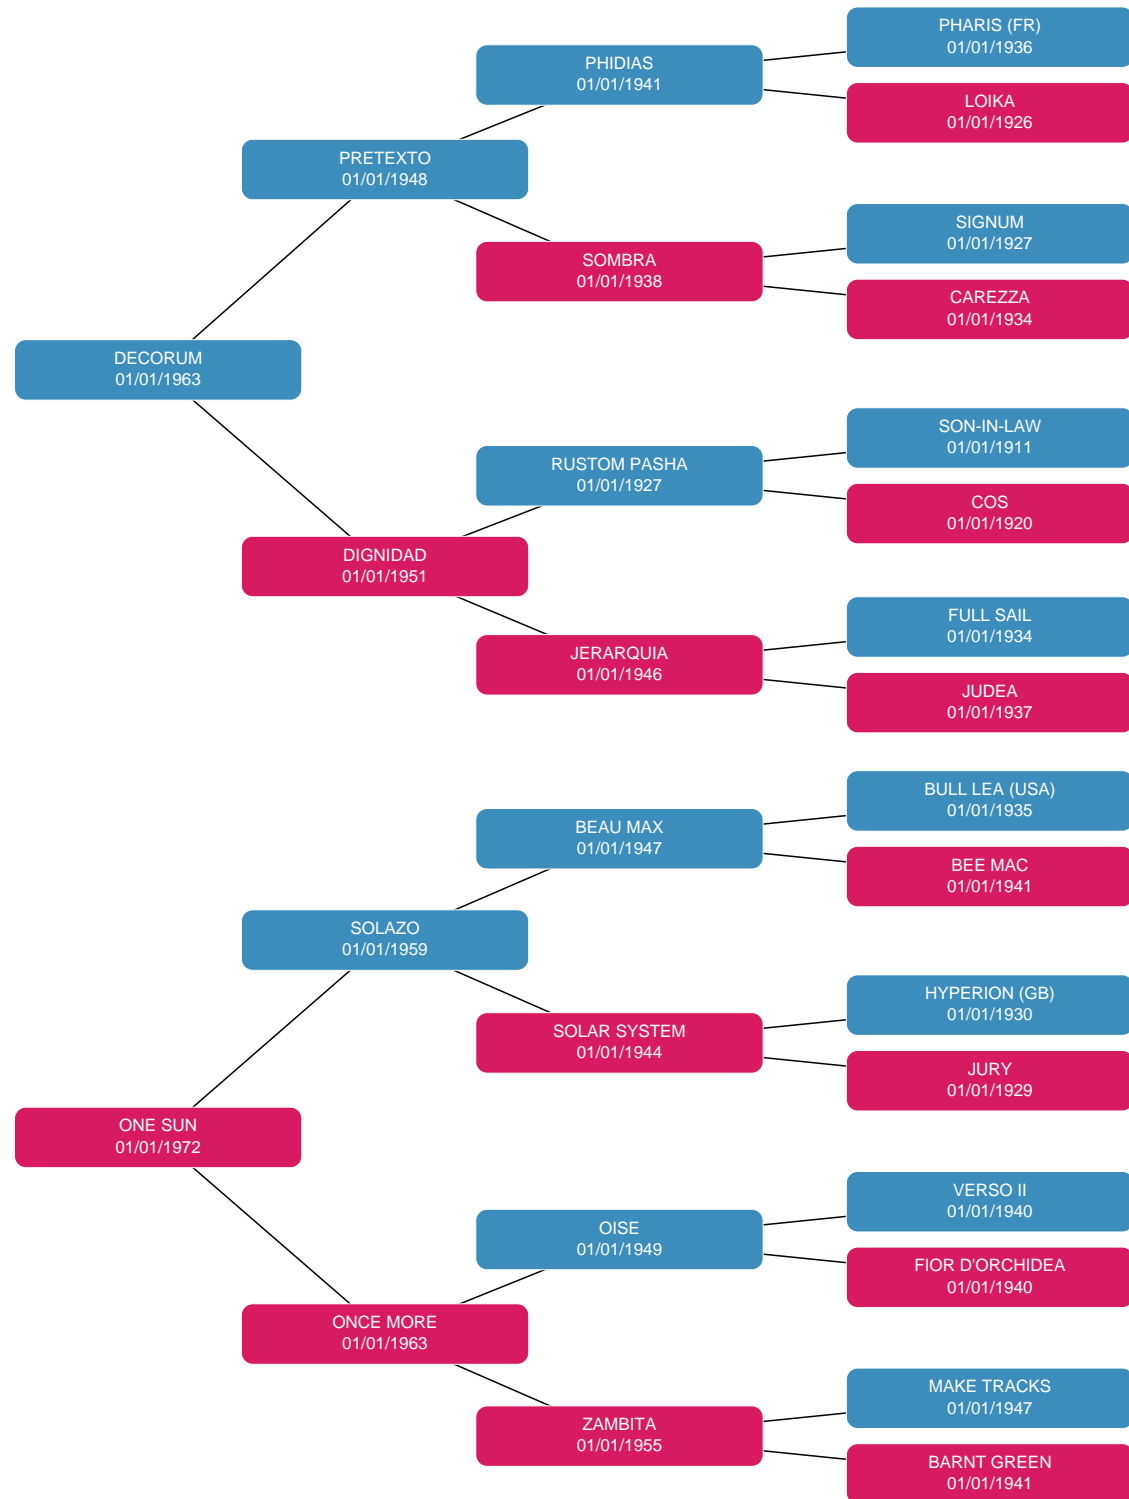 PHARIS (FR)
01/01/1936
PHIDIAS
01/01/1941
LOIKA
01/01/1926
PRETEXTO
01/01/1948
SIGNUM
01/01/1927
SOMBRA
01/01/1938
CAREZZA
01/01/1934
DECORUM
01/01/1963
SON-IN-LAW
01/01/1911
RUSTOM PASHA
01/01/1927
COS
01/01/1920
DIGNIDAD
01/01/1951
FULL SAIL
01/01/1934
JERARQUIA
01/01/1946
JUDEA
01/01/1937
BULL LEA (USA)
01/01/1935
BEAU MAX
01/01/1947
BEE MAC
01/01/1941
SOLAZO
01/01/1959
HYPERION (GB)
01/01/1930
SOLAR SYSTEM
01/01/1944
JURY
01/01/1929
ONE SUN
01/01/1972
VERSO II
01/01/1940
OISE
01/01/1949
FIOR D'ORCHIDEA
01/01/1940
ONCE MORE
01/01/1963
MAKE TRACKS
01/01/1947
ZAMBITA
01/01/1955
BARNT GREEN
01/01/1941